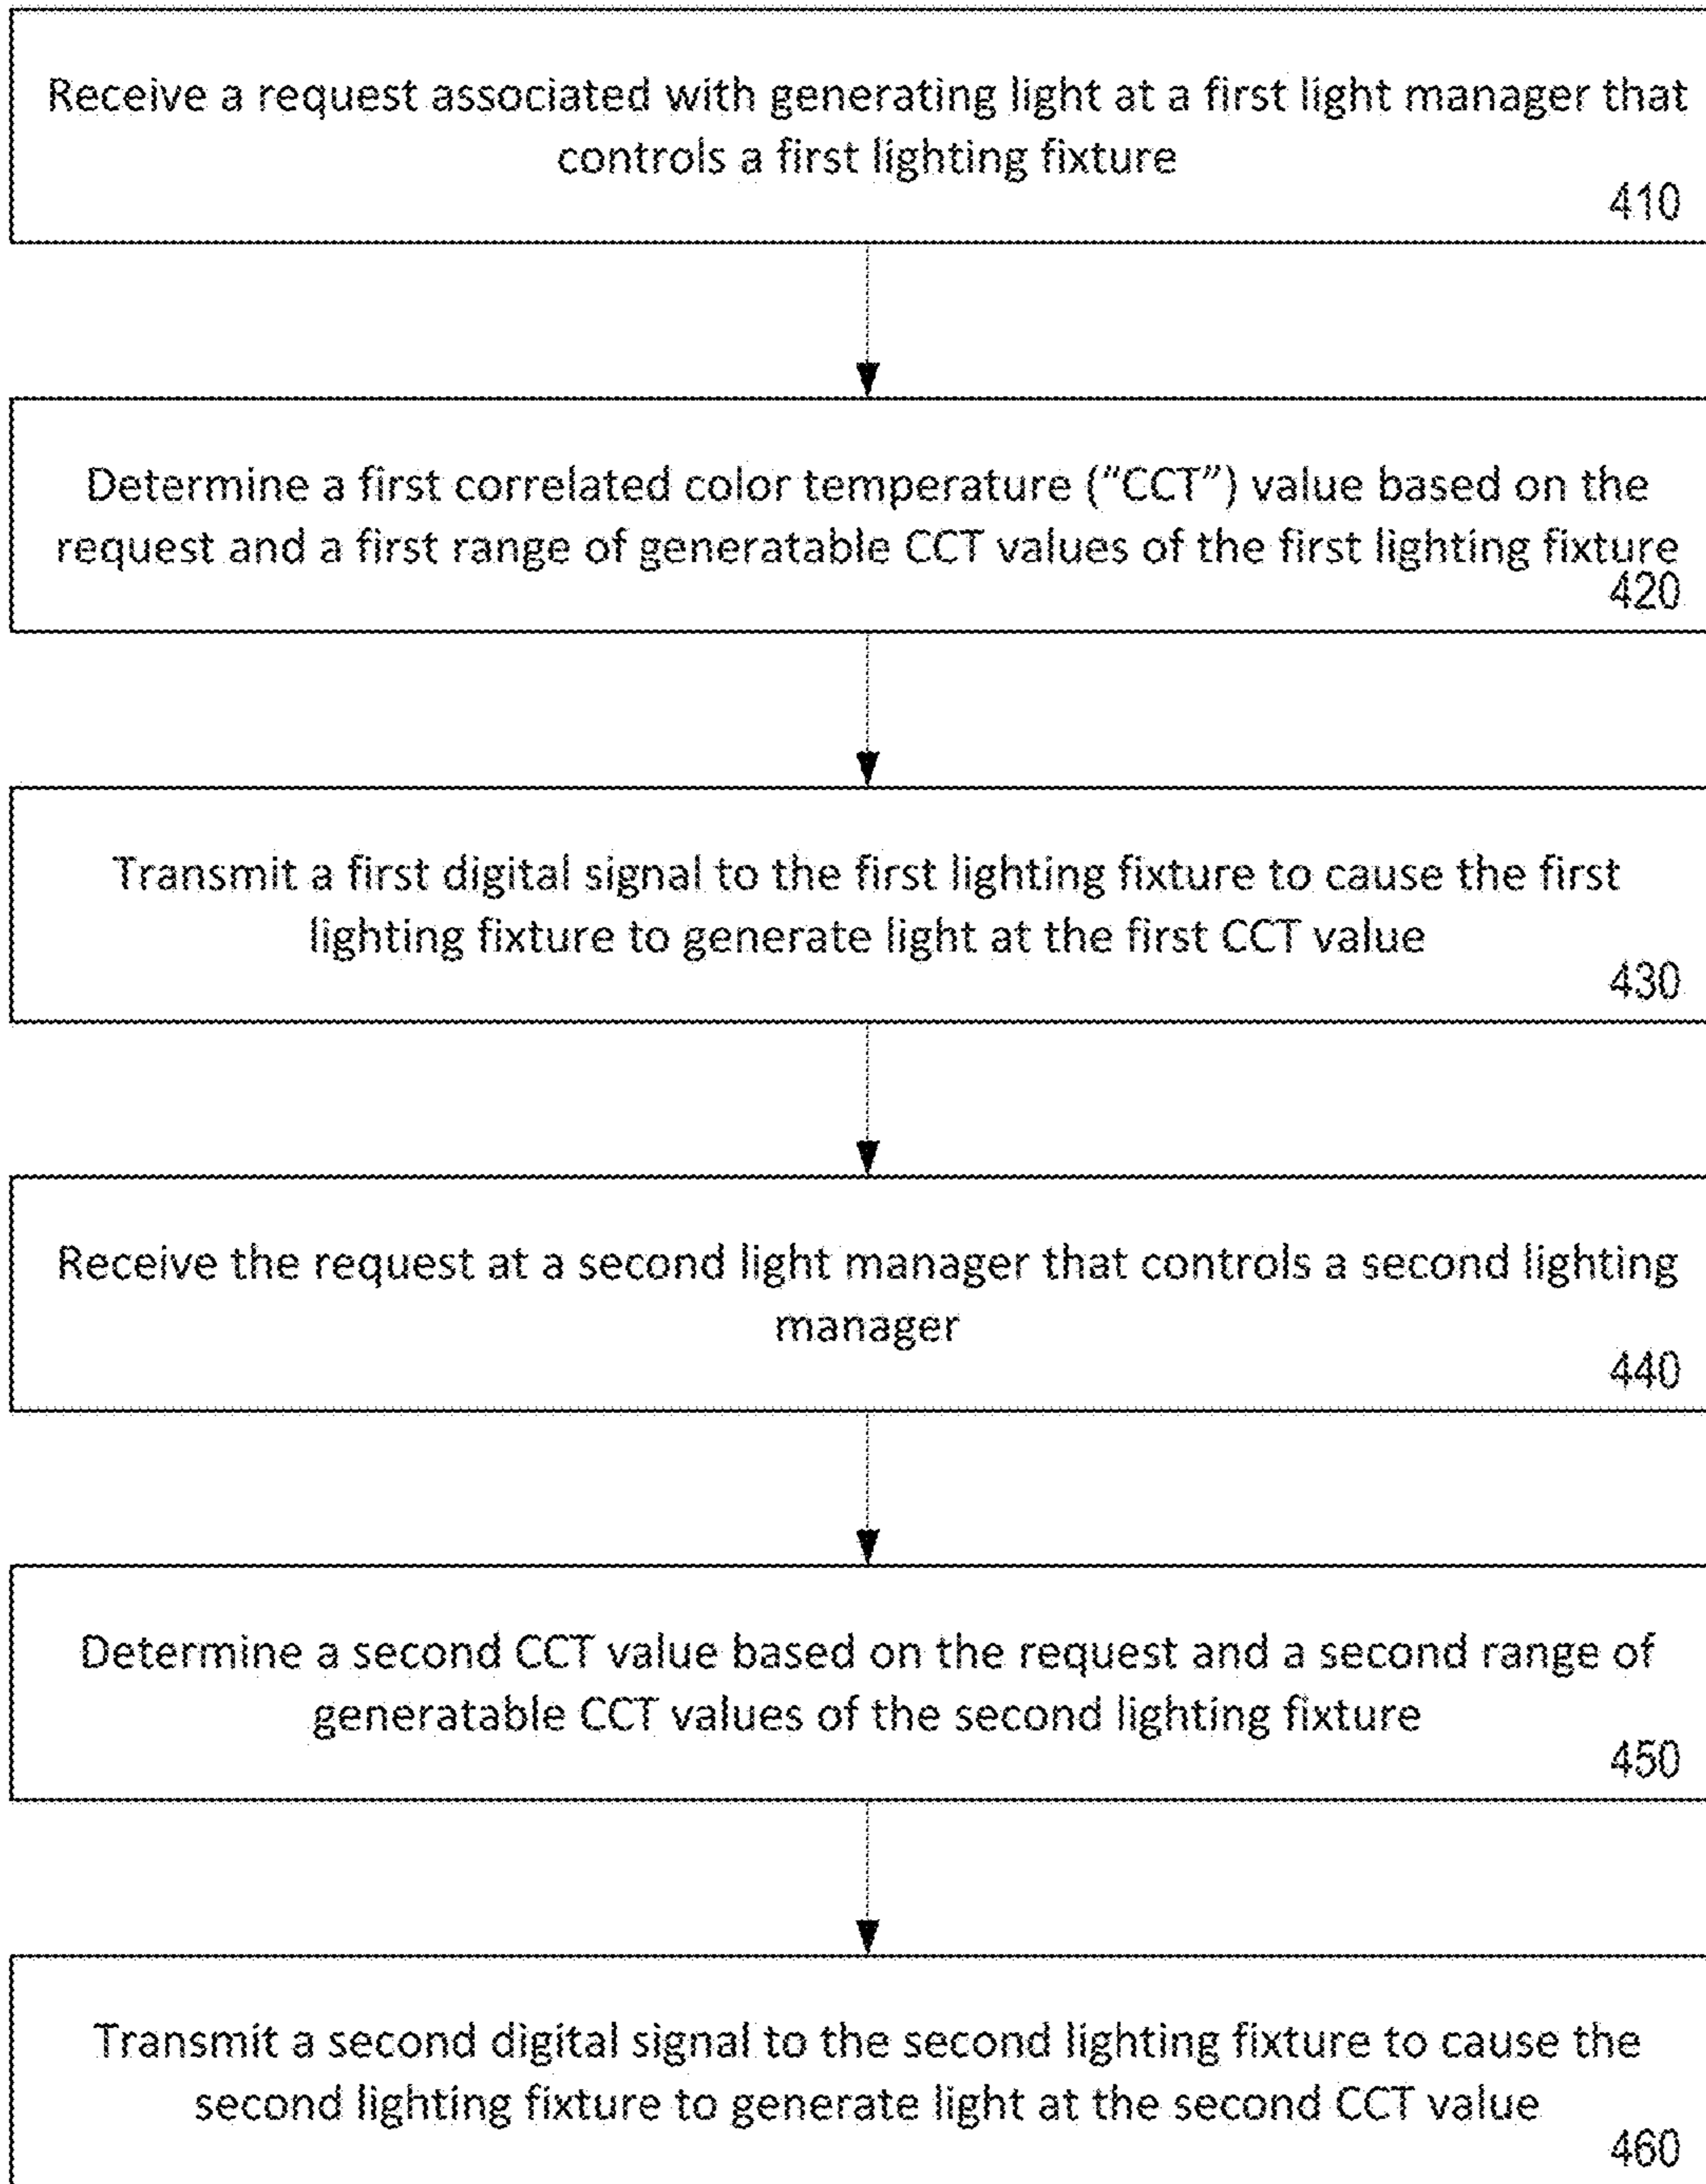 Receive a request associated with generating light at a first light manager that
controls a first lighting fixture
410
Determine a first correlated color temperature (“CCT”) value based on the
request and a first range of generatable CCT values of the first lighting fixture
420
Transmit a first digital signal to the first lighting fixture to cause the first
lighting fixture to generate light at the first CCT value
430
Receive the request at a second light manager that controls a second lighting
manager
440
Determine a second CCT value based on the request and a second range of
generatable CCT values of the second lighting fixture
450
Transmit a second digital signal to the second lighting fixture to cause the
second lighting fixture to generate light at the second CCT value
460